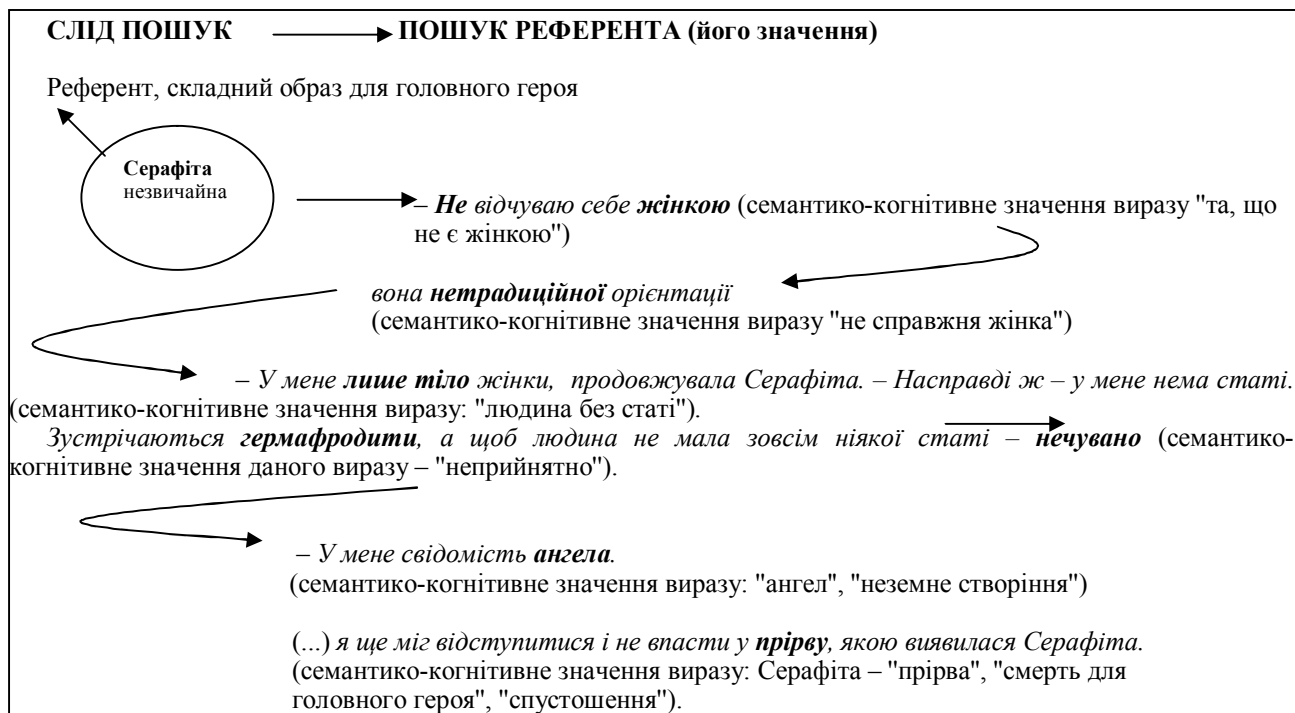 СЛІД ПОШУК ПОШУК РЕФЕРЕНТА (його значення)
Референт, складний образ для головного героя
Серафіта
незвичайна
– Не відчуваю себе жінкою (семантико-когнітивне значення виразу "та, що
не є жінкою")
вона нетрадиційної орієнтації
(семантико-когнітивне значення виразу "не справжня жінка")
– У мене лише тіло жінки, продовжувала Серафіта. – Насправді ж – у мене нема статі.
(семантико-когнітивне значення виразу: "людина без статі").
Зустрічаються гермафродити, а щоб людина не мала зовсім ніякої статі – нечувано (семантико-
когнітивне значення даного виразу – "неприйнятно").
– У мене свідомість ангела.
(семантико-когнітивне значення виразу: "ангел", "неземне створіння")
(...) я ще міг відступитися і не впасти у прірву, якою виявилася Серафіта.
(семантико-когнітивне значення виразу: Серафіта – "прірва", "смерть для
головного героя", "спустошення").